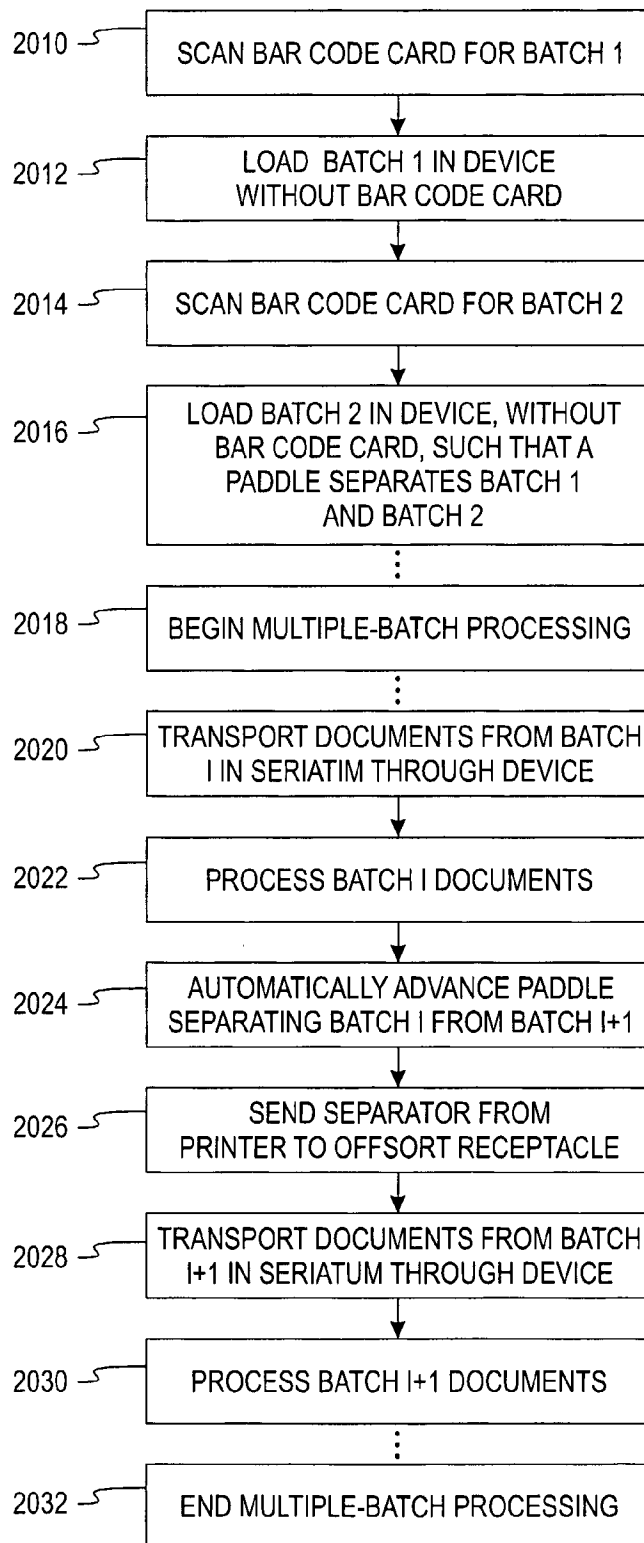 2010
SCAN BAR CODE CARD FOR BATCH 1
2012
LOAD BATCH 1 IN DEVICE
WITHOUT BAR CODE CARD
2014
SCAN BAR CODE CARD FOR BATCH 2
2016
LOAD BATCH 2 IN DEVICE, WITHOUT
BAR CODE CARD, SUCH THAT A
PADDLE SEPARATES BATCH 1
AND BATCH 2
2018
BEGIN MULTIPLE-BATCH PROCESSING
2020
TRANSPORT DOCUMENTS FROM BATCH
I IN SERIATIM THROUGH DEVICE
2022
PROCESS BATCH I DOCUMENTS
2024
AUTOMATICALLY ADVANCE PADDLE
SEPARATING BATCH I FROM BATCH I+1
2026
SEND SEPARATOR FROM
PRINTER TO OFFSORT RECEPTACLE
2028
TRANSPORT DOCUMENTS FROM BATCH
I+1 IN SERIATUM THROUGH DEVICE
2030
PROCESS BATCH I+1 DOCUMENTS
2032
END MULTIPLE-BATCH PROCESSING